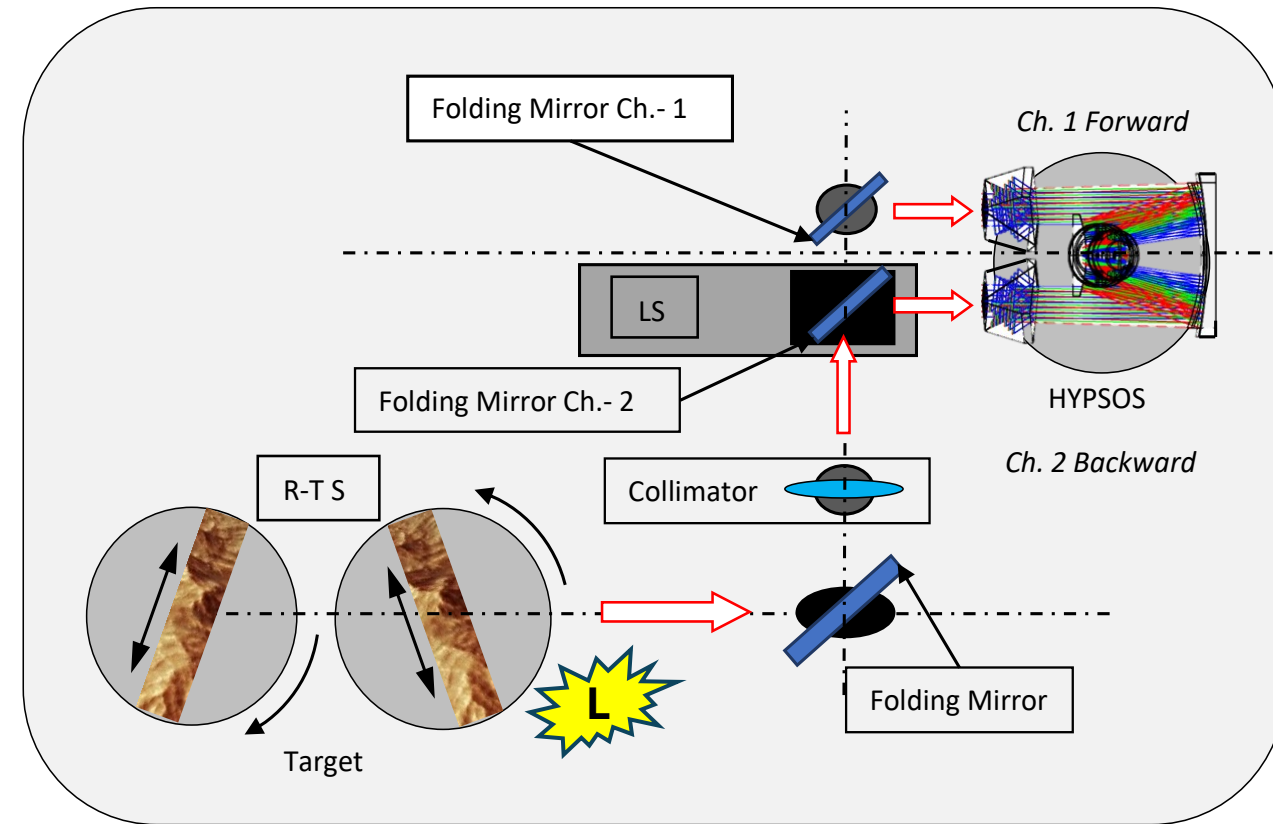 Folding Mirror Ch.- 1
Ch. 1 Forward
LS
Folding Mirror Ch.- 2
HYPSOS
Ch. 2 Backward
R-T S
Collimator
L
Folding Mirror
Target